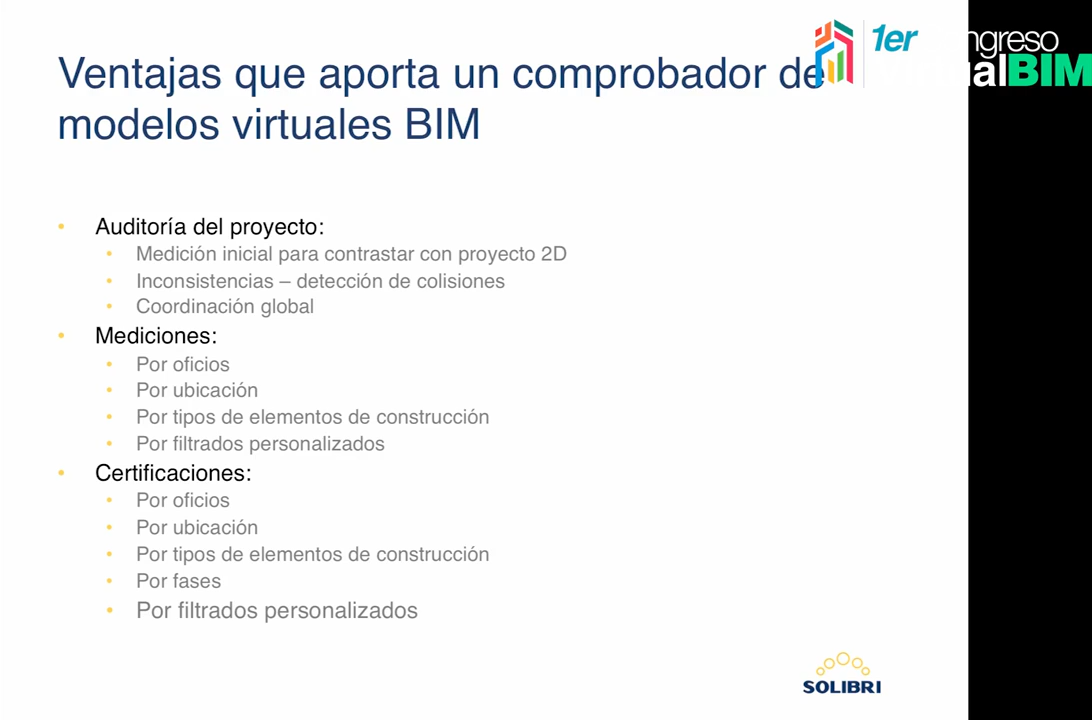 1er ngreso
ualBIM
Ventajas que aporta un comprobador de
modelos virtuales BIM
• Auditoría del proyecto:
• Medición inicial para contrastar con proyecto 2D
• Inconsistencias – detección de colisiones
• Coordinación global
• Mediciones:
• Por oficios
• Por ubicación
• Por tipos de elementos de construcción
• Por filtrados personalizados
• Certificaciones:
• Por oficios
• Por ubicación
• Por tipos de elementos de construcción
• Por fases
• Por filtrados personalizados
SOLIBRI